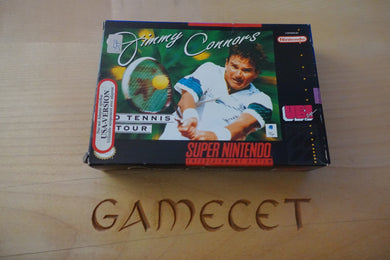 Jimmy Connors
Nintendo
USA-VERSION
O TENNIS
TOUR
SUPER NINTENDO
ENTERTAINMENT SYSTEM
GAMECET